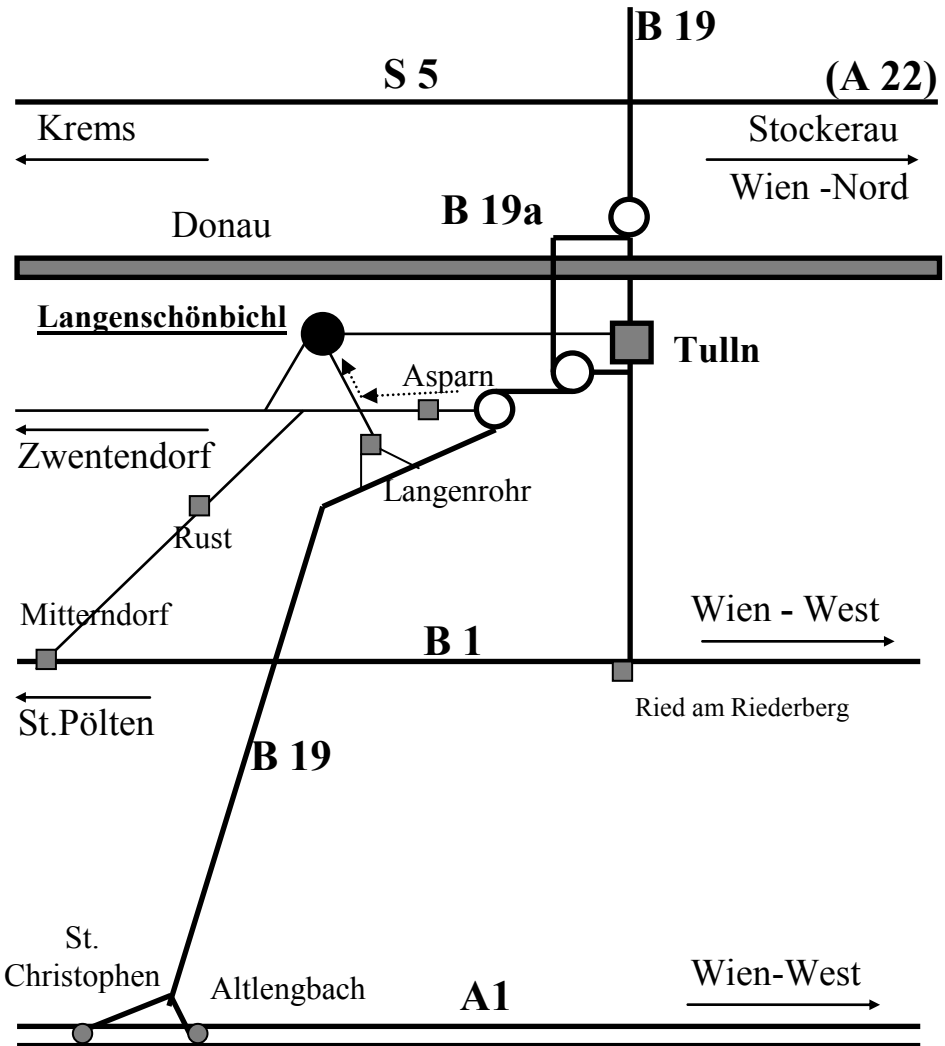 B 19
S 5
(A 22)
Krems
Stockerau
Wien -Nord
B 19a
Donau
Langenschönbichl
Tulln
Asparn
Zwentendorf
Langenrohr
Rust
Mitterndorf
Wien - West
B 1
St.Pölten
Ried am Riederberg
B 19
St.
Christophen
Altlengbach
Wien-West
A1